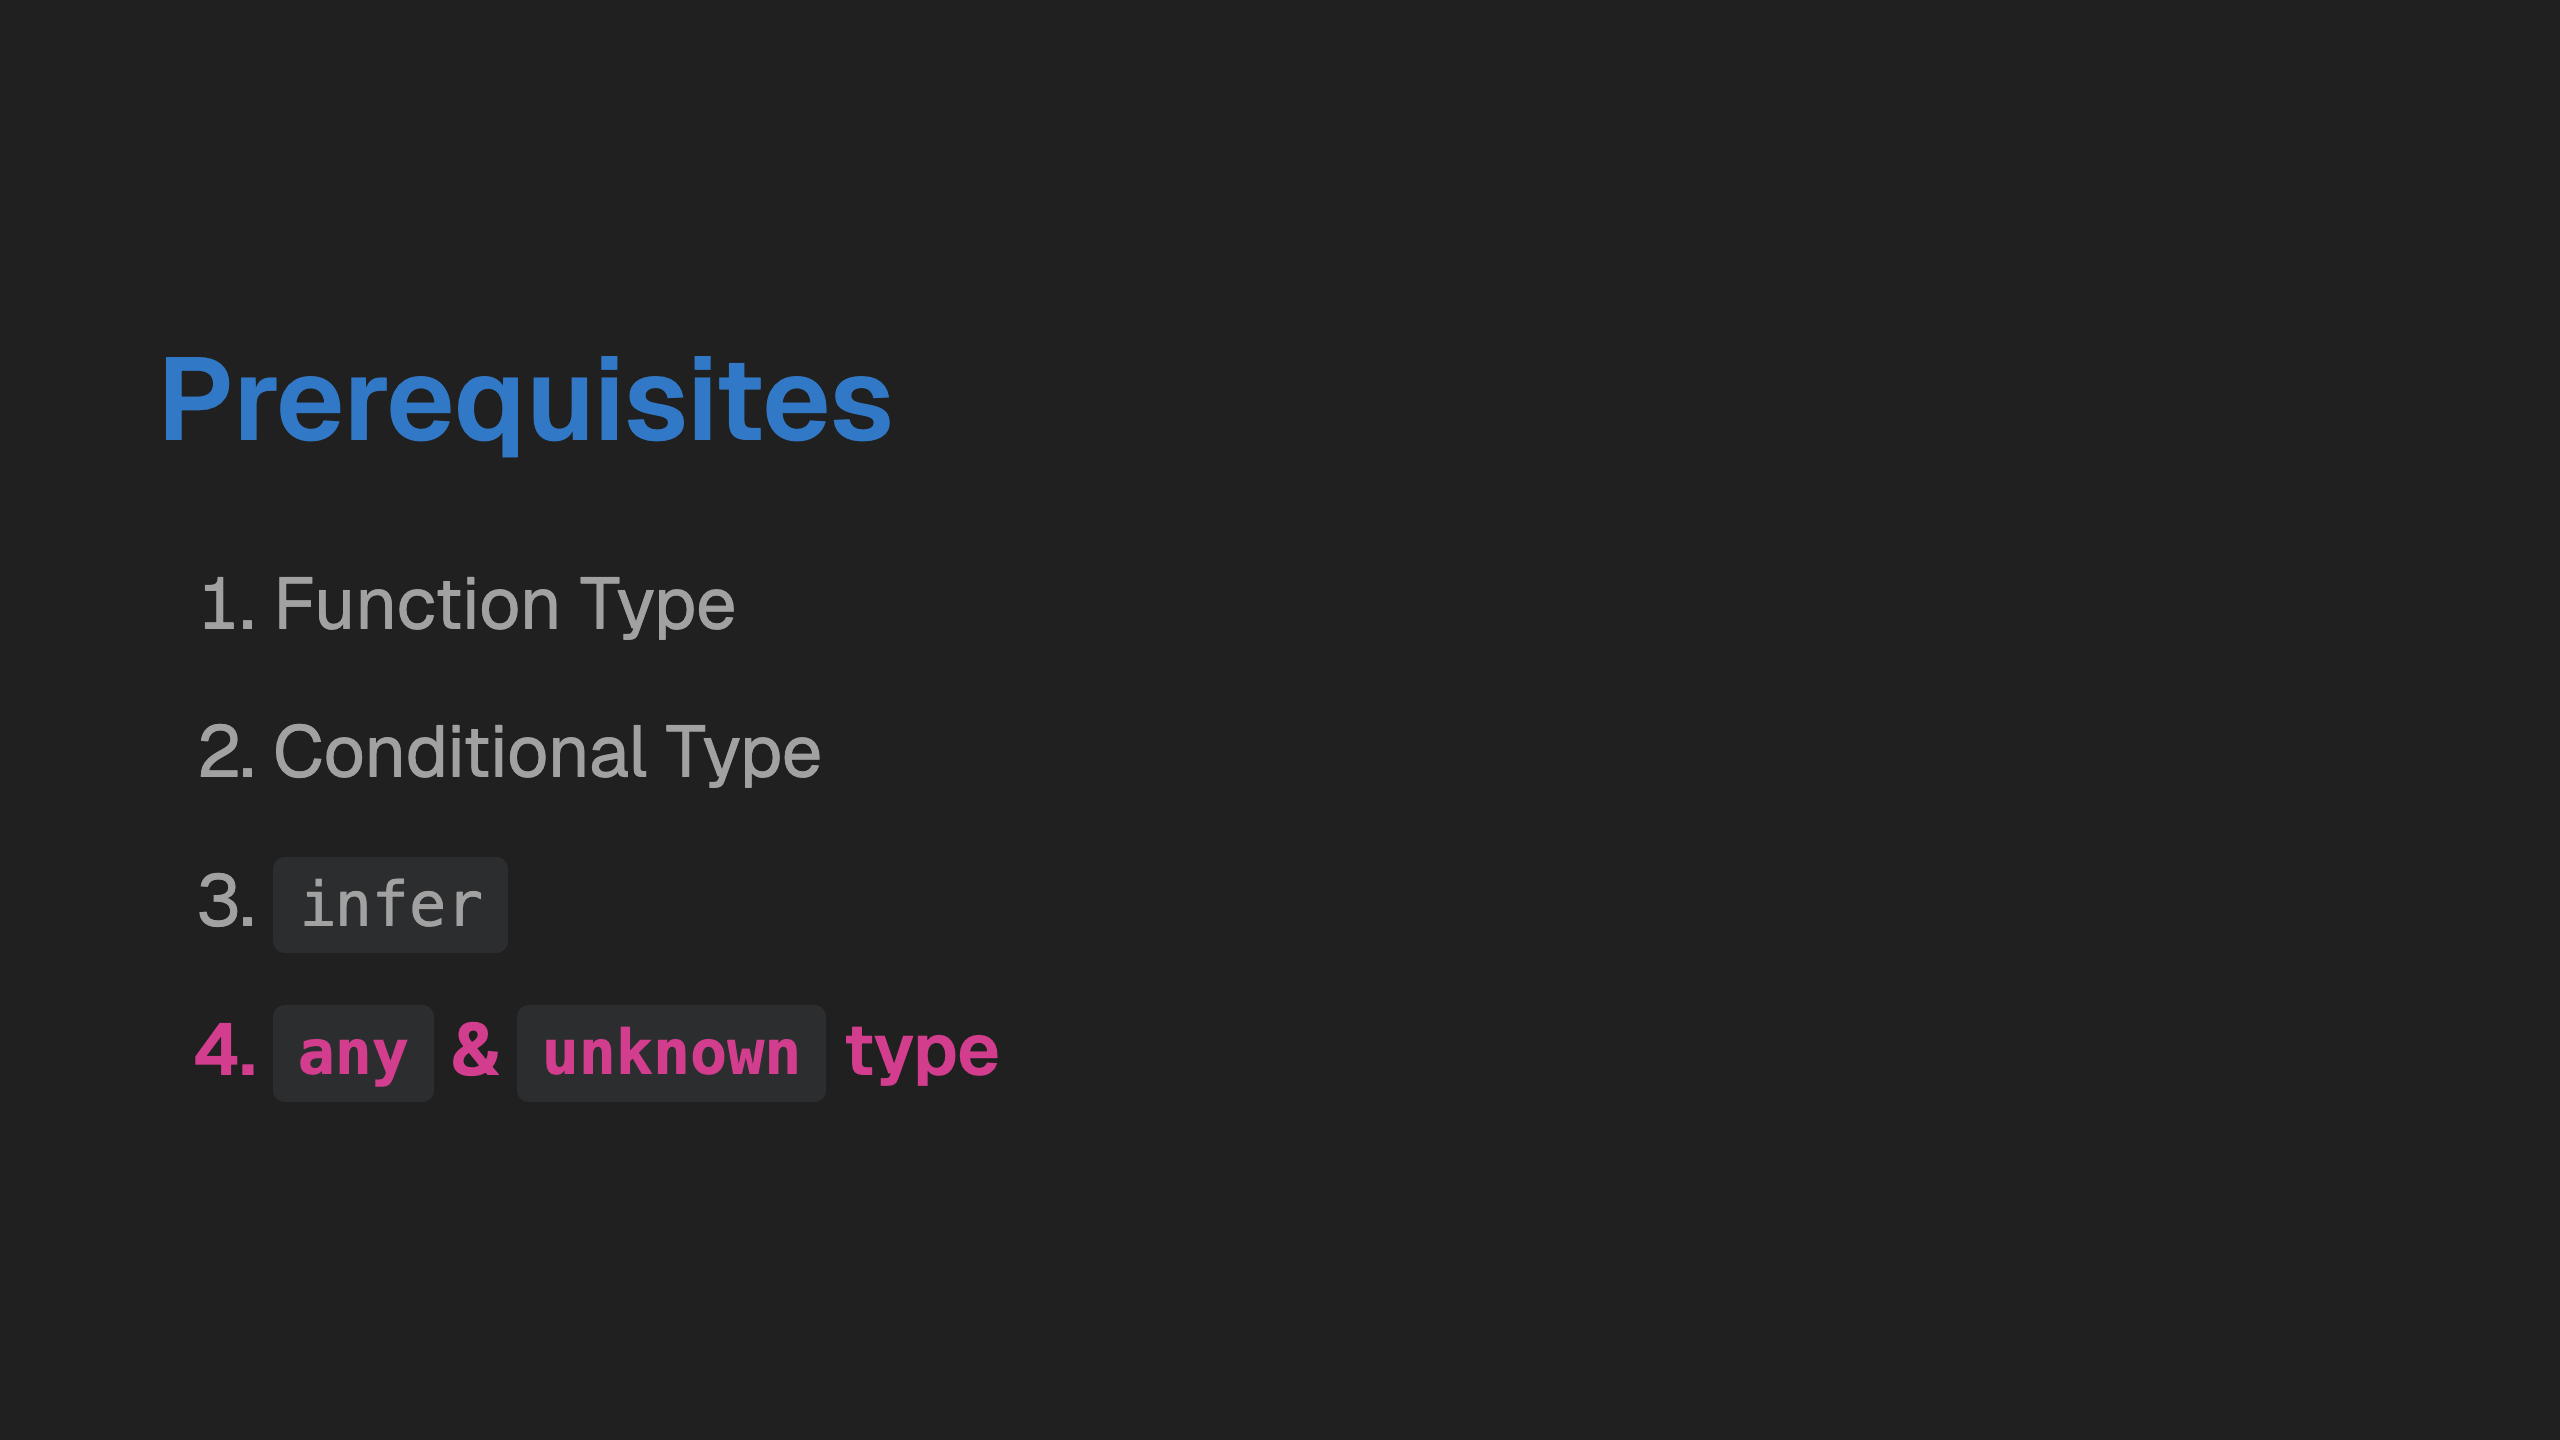 Prerequisites
1. Function Type
2. Conditional Type
3. infer
4. any & unknown type